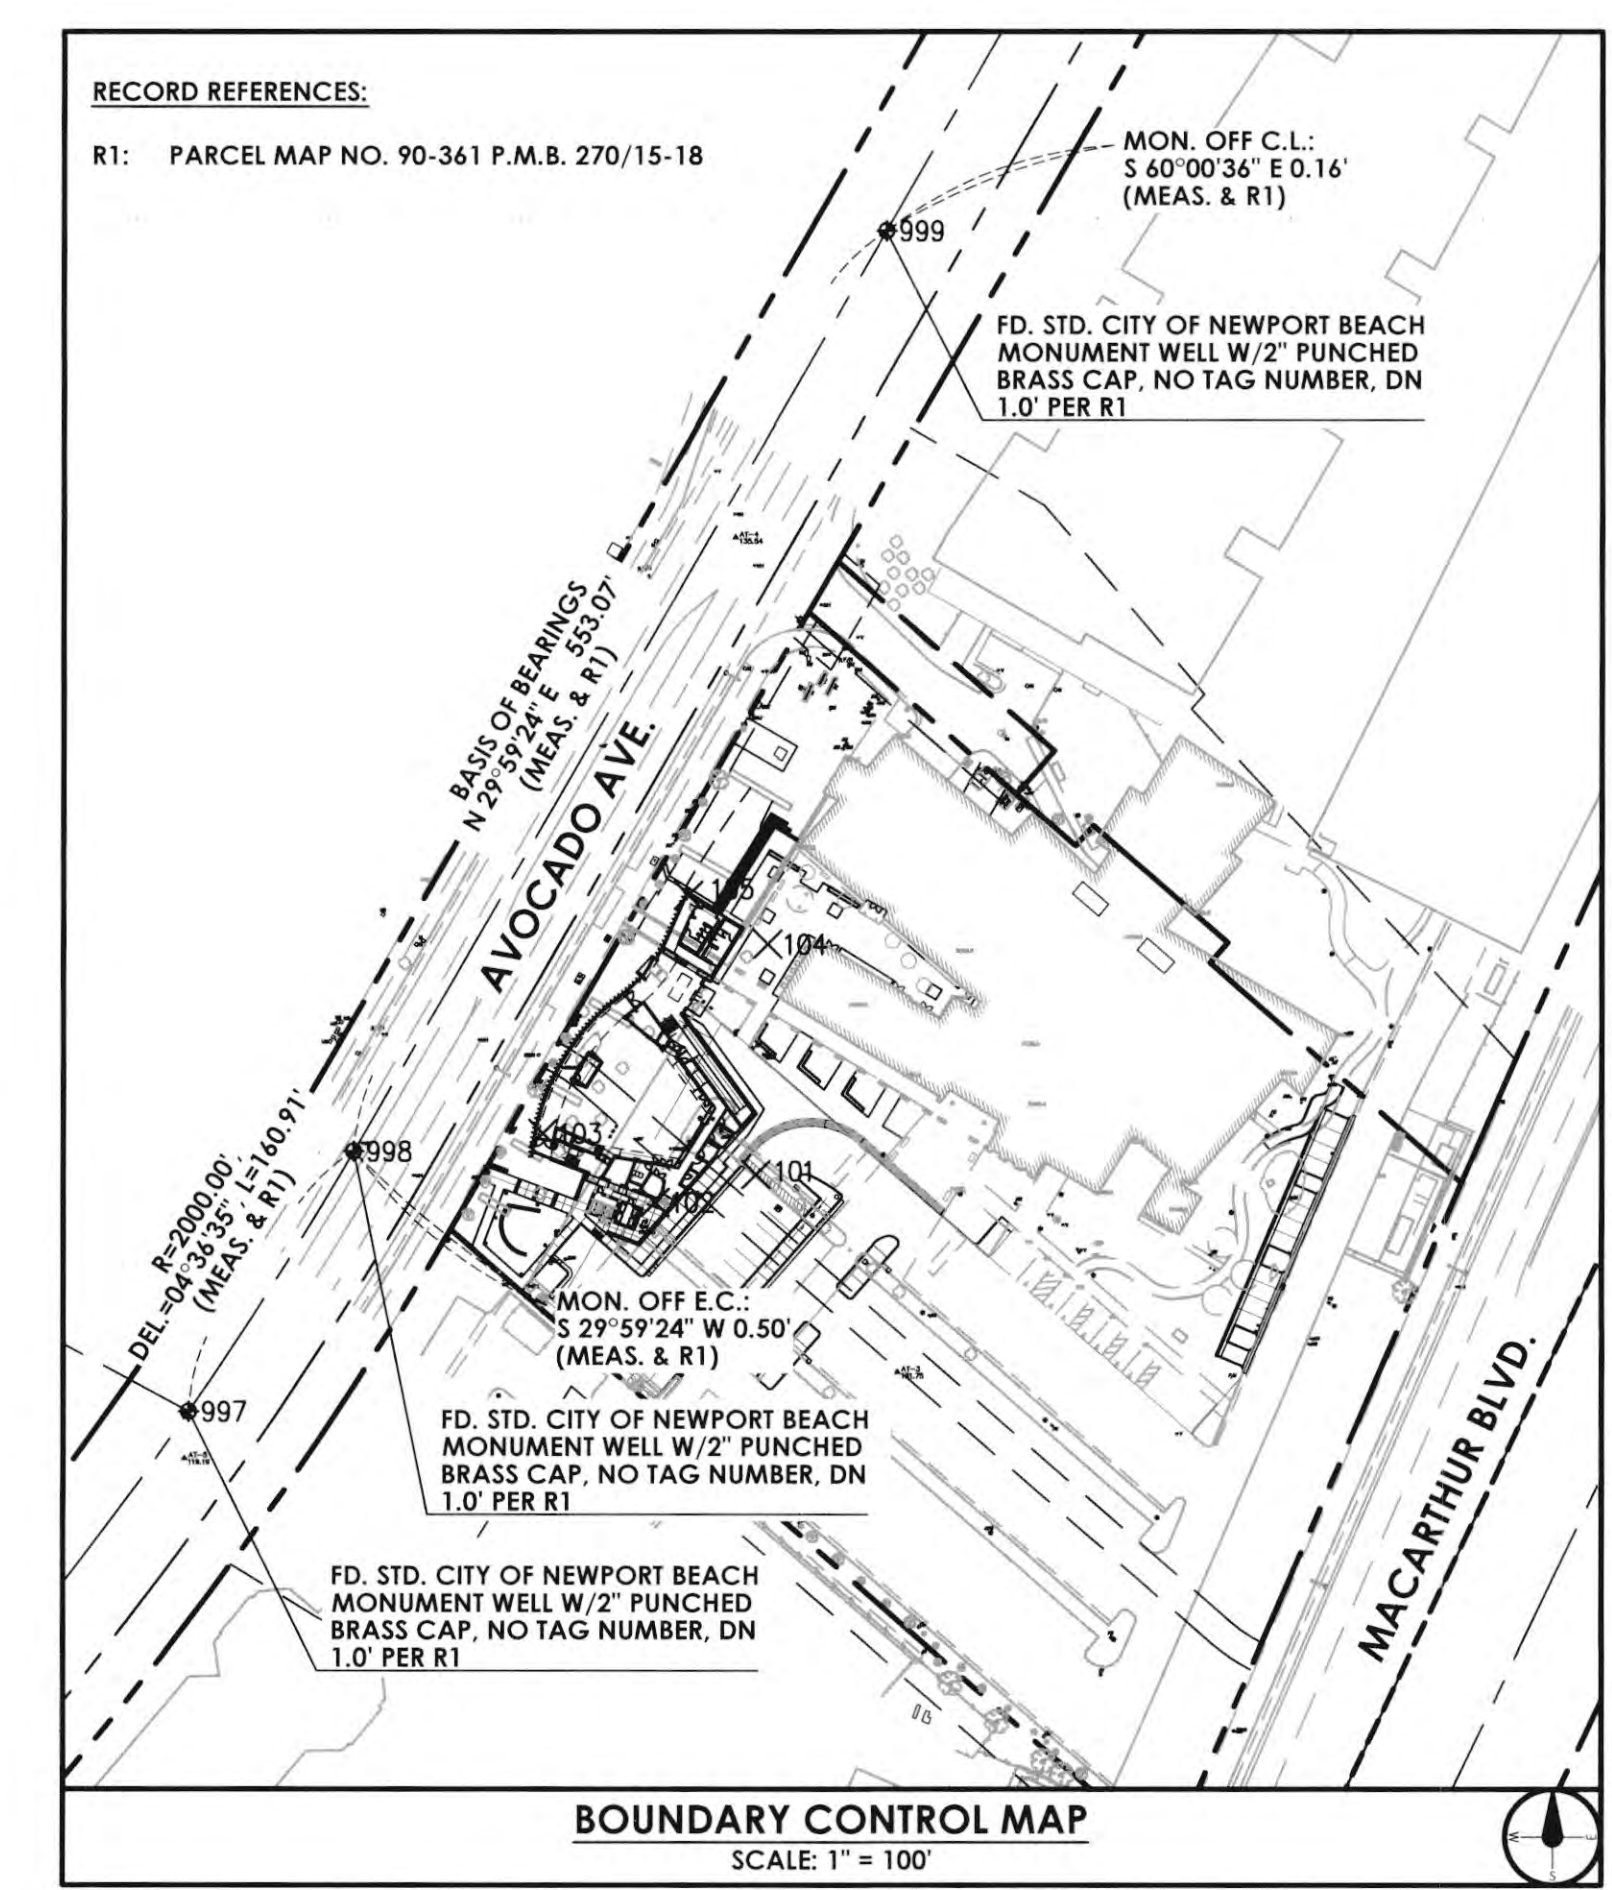 RECORD REFERENCES:
R1: PARCEL MAP NO. 90-361 P.M.B. 270/15-18
MON. OFF C.L.:
S 60°00'36" E 0.16'
(MEAS. & R1)
999
FD. STD. CITY OF NEWPORT BEACH
MONUMENT WELL W/2" PUNCHED
BRASS CAP, NO TAG NUMBER, DN
1.0' PER R1
BASIS OF BEARINGS
N 29°59'24" E 553.07'
(MEAS. & R1)
AVOCADO AVE.
105
104
103
101
102
998
R=2000.00'
DEL.=04°36'35", L=160.91'
(MEAS. & R1)
MON. OFF E.C.:
S 29°59'24" W 0.50'
(MEAS. & R1)
997
FD. STD. CITY OF NEWPORT BEACH
MONUMENT WELL W/2" PUNCHED
BRASS CAP, NO TAG NUMBER, DN
1.0' PER R1
FD. STD. CITY OF NEWPORT BEACH
MONUMENT WELL W/2" PUNCHED
BRASS CAP, NO TAG NUMBER, DN
1.0' PER R1
MACARTHUR BLVD.
BOUNDARY CONTROL MAP
SCALE: 1" = 100'
W
E
S